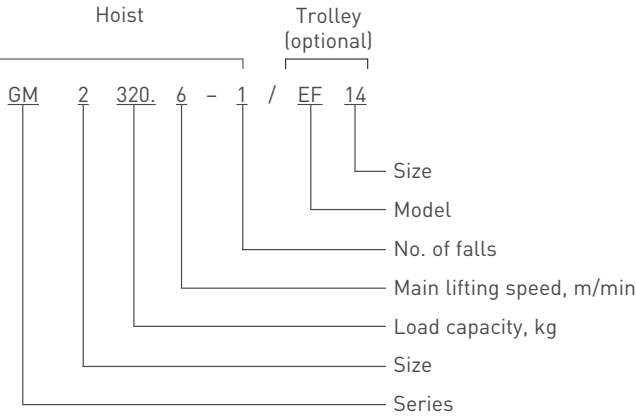 Hoist
Trolley
(optional)
GM 2 320. 6 – 1 / EF 14
Size
Model
No. of falls
Main lifting speed, m/min
Load capacity, kg
Size
Series